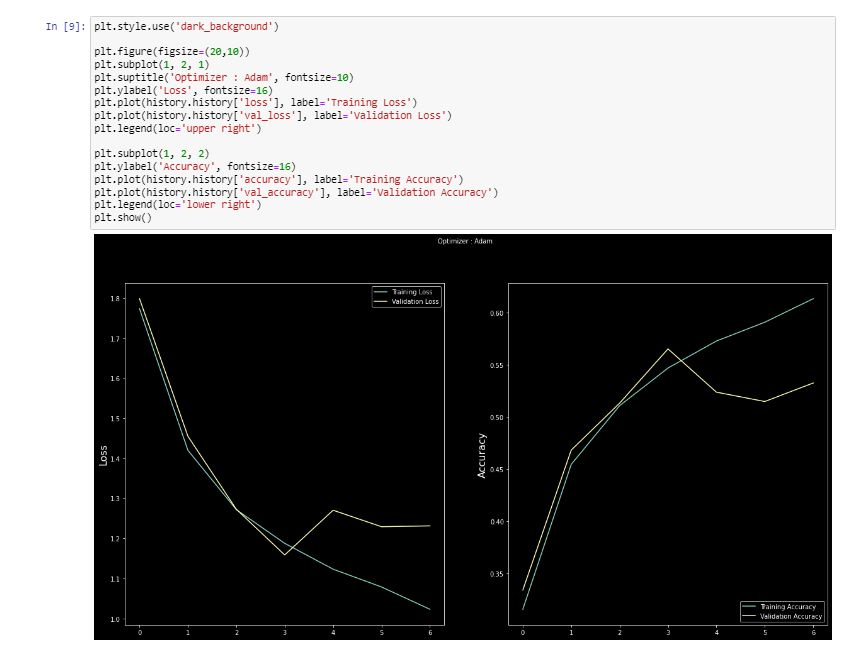 In [9]: plt.style.use('dark_background')
plt.figure(figsize=(20,10))
plt.subplot(1, 2, 1)
plt.suptitle('Optimizer : Adam', fontsize=10)
plt.ylabel('Loss', fontsize=16)
plt.plot(history.history['loss'], label='Training Loss')
plt.plot(history.history['val_loss'], label='Validation Loss')
plt.legend(loc='upper right')
plt.subplot(1, 2, 2)
plt.ylabel('Accuracy', fontsize=16)
plt.plot(history.history['accuracy'], label='Training Accuracy')
plt.plot(history.history['val_accuracy'], label='Validation Accuracy')
plt.legend(loc='lower right')
plt.show()
Optimizer : Adam
Training Loss
Validation Loss
Loss
1.8
1.7
1.6
1.5
1.4
1.3
1.2
1.1
1.0
0 1 2 3 4 5 6
Accuracy
0.60
0.55
0.50
0.45
0.40
0.35
Training Accuracy
Validation Accuracy
0 1 2 3 4 5 6